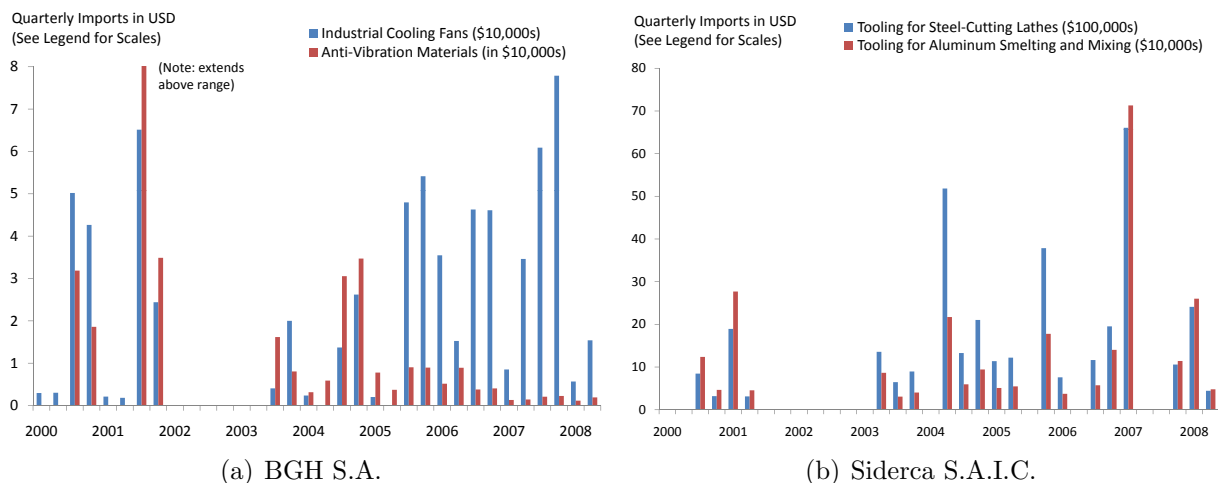 Quarterly Imports in USD
(See Legend for Scales)
Industrial Cooling Fans ($10,000s)
Anti-Vibration Materials (in $10,000s)
(Note: extends
above range)
8
7
6
5
4
3
2
1
0
2000 2001 2002 2003 2004 2005 2006 2007 2008
(a) BGH S.A.
Quarterly Imports in USD
(See Legend for Scales)
Tooling for Steel-Cutting Lathes ($100,000s)
Tooling for Aluminum Smelting and Mixing ($10,000s)
80
70
60
50
40
30
20
10
0
2000 2001 2002 2003 2004 2005 2006 2007 2008
(b) Siderca S.A.I.C.